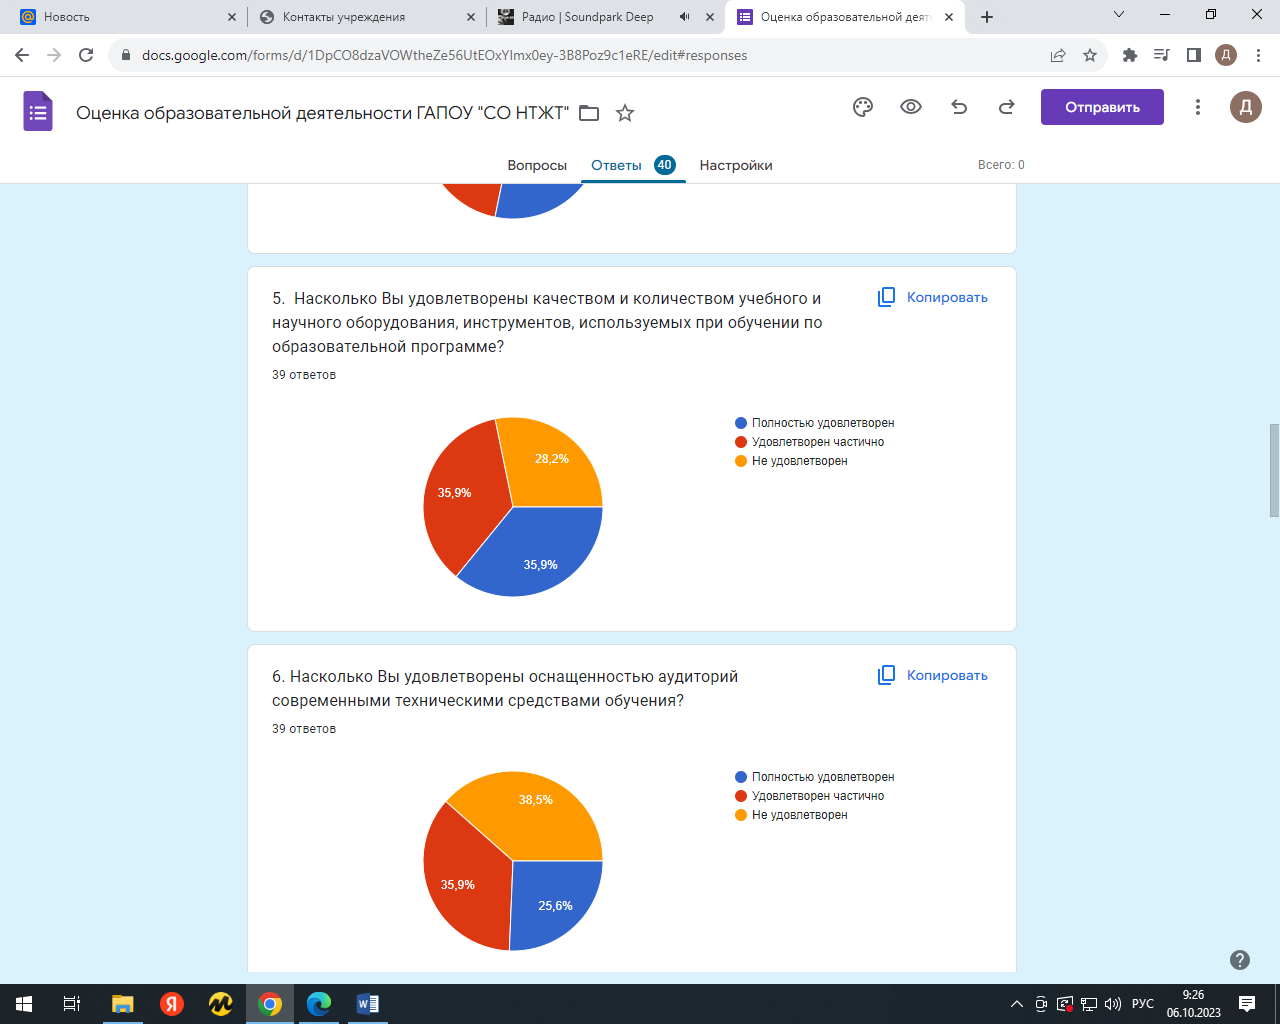 Новость
Контакты учреждения
Радио | Soundpark Deep
Оценка образовательной деят
docs.google.com/forms/d/1DpCO8dzaVOWtheZe56UtEOxYImx0ey-3B8Poz9c1eRE/edit#responses
Д
Оценка образовательной деятельности ГАПОУ "СО НТЖТ"
Отправить
Д
Вопросы
Ответы 40
Настройки
Всего: 0
5. Насколько Вы удовлетворены качеством и количеством учебного и
научного оборудования, инструментов, используемых при обучении по
образовательной программе?
Копировать
39 ответов
Полностью удовлетворен
Удовлетворен частично
Не удовлетворен
28,2%
35,9%
35,9%
6. Насколько Вы удовлетворены оснащенностью аудиторий
современными техническими средствами обучения?
Копировать
39 ответов
Полностью удовлетворен
Удовлетворен частично
Не удовлетворен
38,5%
35,9%
25,6%
РУС
9:26
06.10.2023